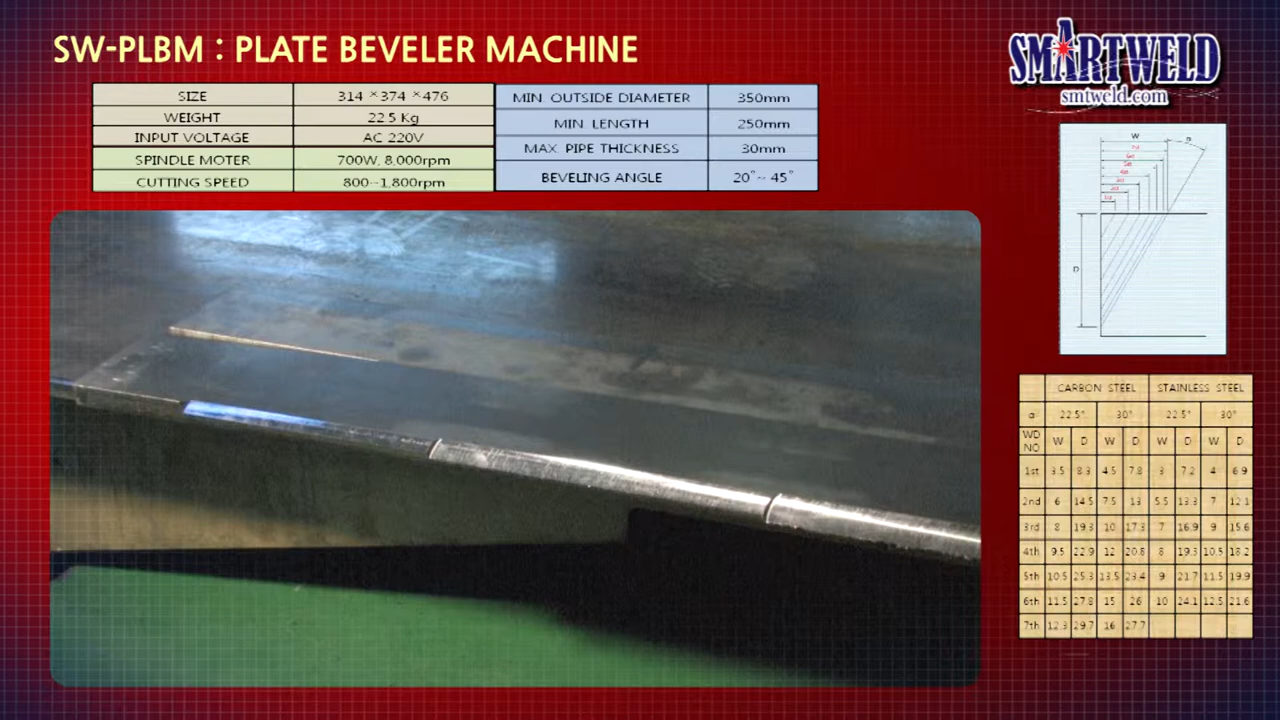 SW-PLBM : PLATE BEVELER MACHINE
SMARTWELD
smtweld.com
SIZE 314 ×374 ×476
WEIGHT 22.5 Kg
INPUT VOLTAGE AC 220V
SPINDLE MOTER 700W, 8,000rpm
CUTTING SPEED 800~1,800rpm
MIN. OUTSIDE DIAMETER 350mm
MIN. LENGTH 250mm
MAX. PIPE THICKNESS 30mm
BEVELING ANGLE 20°~ 45°
W
D
CARBON STEEL STAINLESS STEEL
α 22.5° 30° 22.5° 30°
WD NO W D W D W D W D
1st 3.5 8.3 4.5 7.8 3 7.2 4 6.9
2nd 6 14.5 7.5 13 5.5 13.3 7 12.1
3rd 8 19.3 10 17.3 7 16.9 9 15.6
4th 9.5 22.9 12 20.8 8 19.3 10.5 18.2
5th 10.5 25.3 13.5 23.4 9 21.7 11.5 19.9
6th 11.5 27.8 15 26 10 24.1 12.5 21.6
7th 12.3 29.7 16 27.7